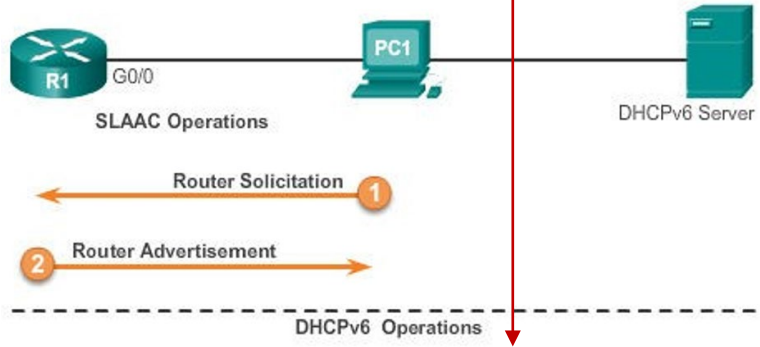 PC1
R1
G0/0
DHCPv6 Server
SLAAC Operations
Router Solicitation 1
2 Router Advertisement
DHCPv6 Operations